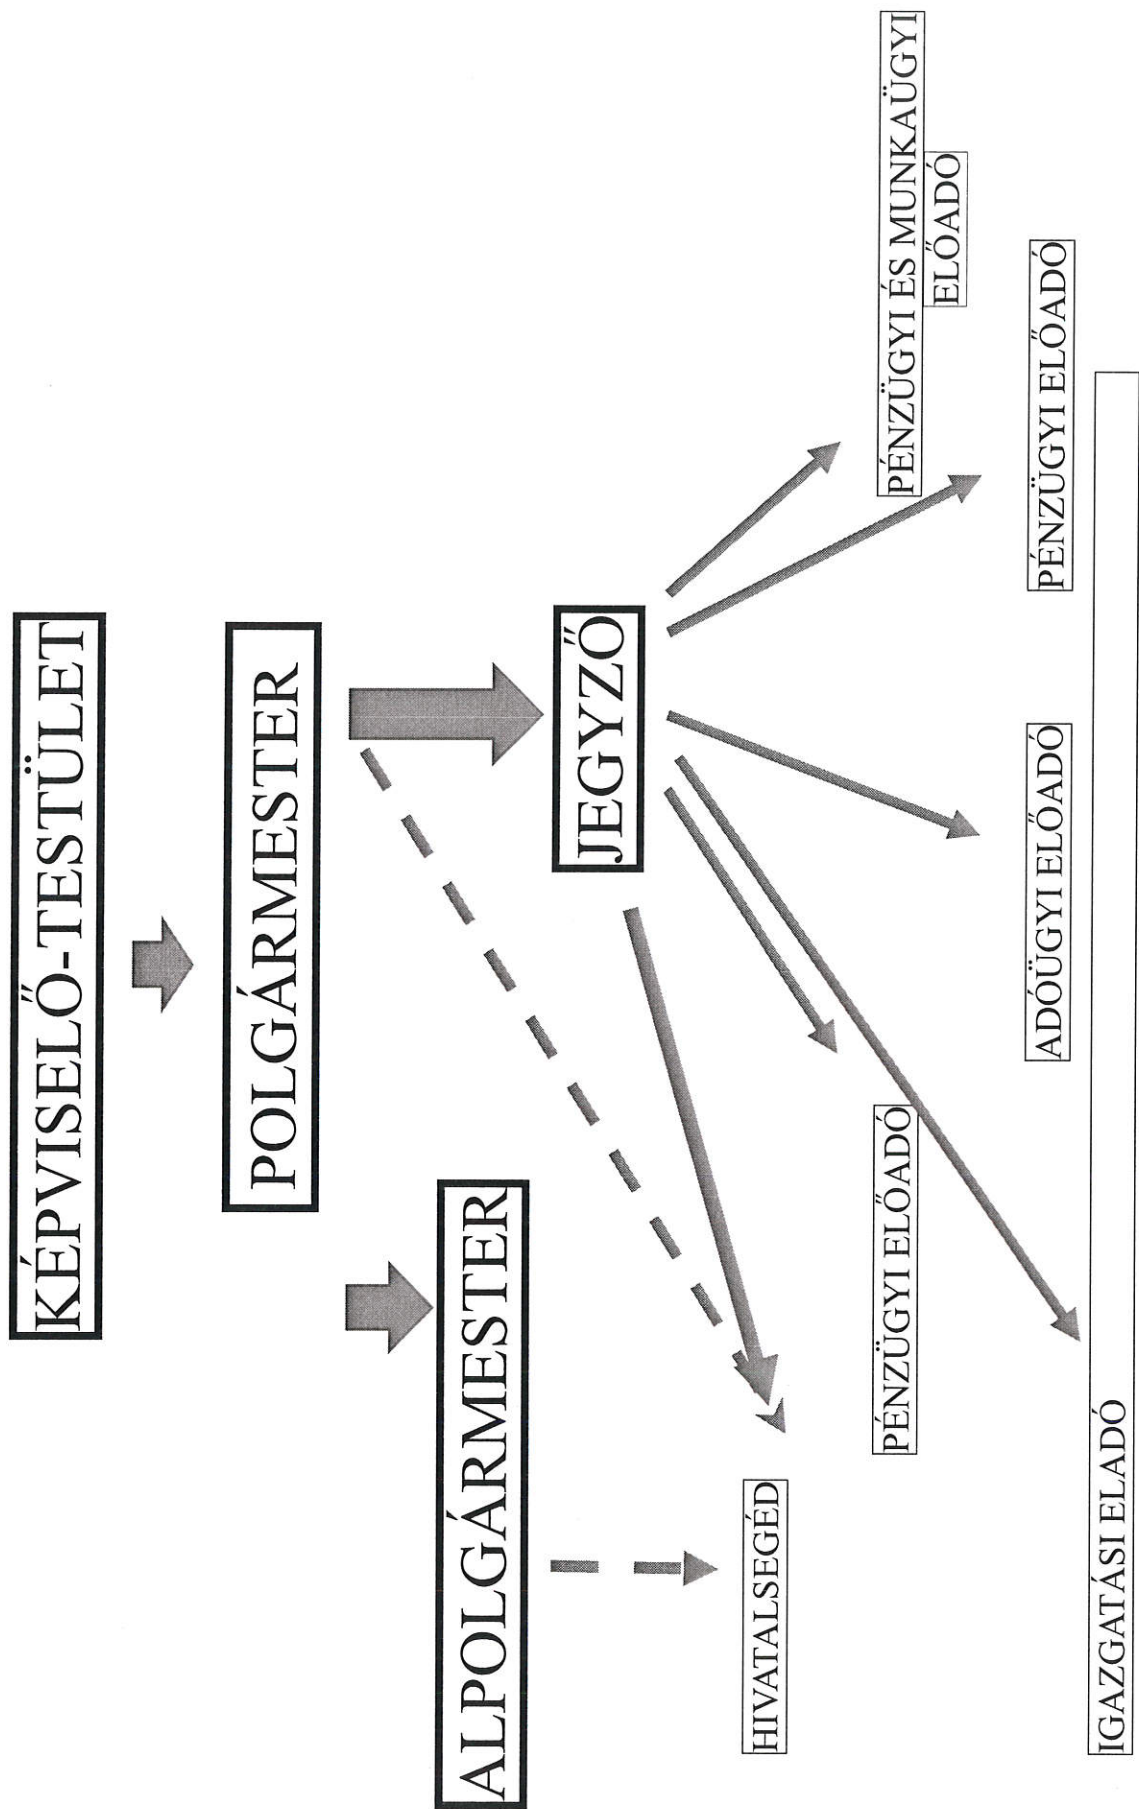 KÉPVISELŐ-TESTÜLET
POLGÁRMESTER
ALPOLGÁRMESTER
JEGYZŐ
HIVATALSEGÉD
PÉNZÜGYI ELŐADÓ
PÉNZÜGYI ÉS MUNKAÜGYI
ELŐADÓ
ADÓÜGYI ELŐADÓ
PÉNZÜGYI ELŐADÓ
IGAZGATÁSI ELADÓ